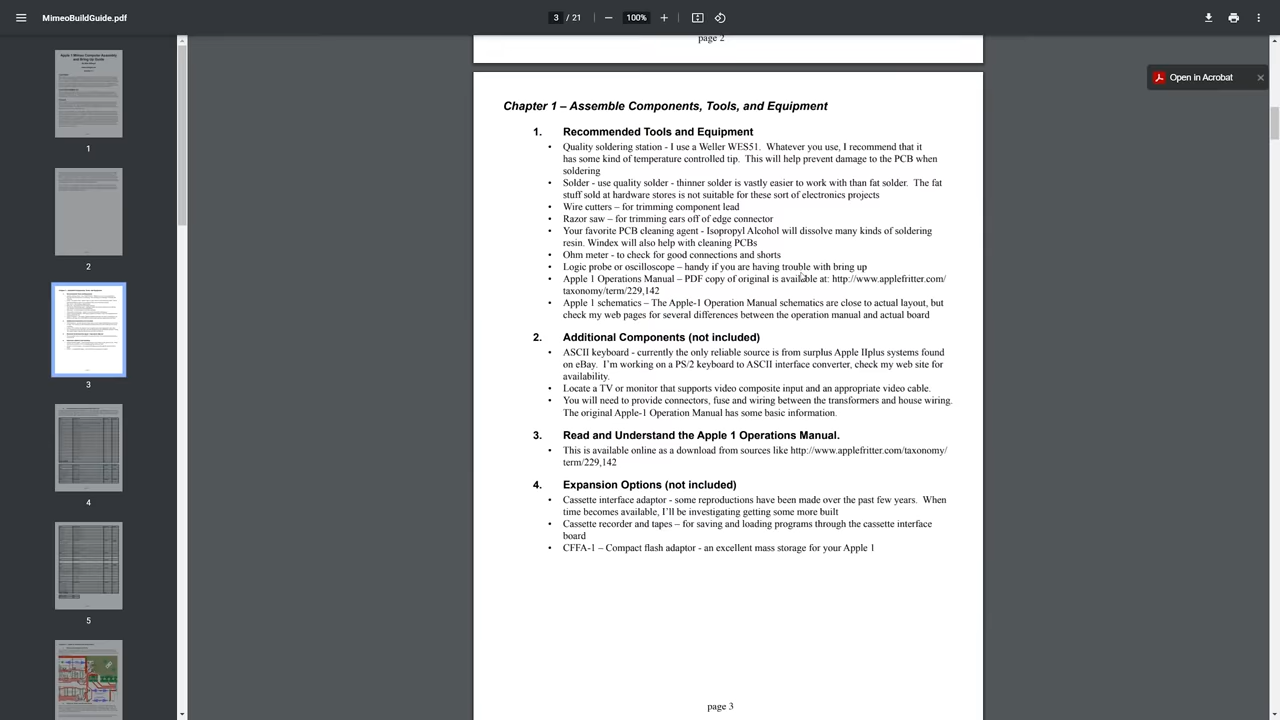 MimeoBuildGuide.pdf
3 / 21
100%
Open in Acrobat
1
2
3
4
5
page 2
Chapter 1 – Assemble Components, Tools, and Equipment
1. Recommended Tools and Equipment
• Quality soldering station - I use a Weller WES51. Whatever you use, I recommend that it
has some kind of temperature controlled tip. This will help prevent damage to the PCB when
soldering
• Solder - use quality solder - thinner solder is vastly easier to work with than fat solder. The fat
stuff sold at hardware stores is not suitable for these sort of electronics projects
• Wire cutters – for trimming component lead
• Razor saw – for trimming ears off of edge connector
• Your favorite PCB cleaning agent - Isopropyl Alcohol will dissolve many kinds of soldering
resin. Windex will also help with cleaning PCBs
• Ohm meter - to check for good connections and shorts
• Logic probe or oscilloscope – handy if you are having trouble with bring up
• Apple 1 Operations Manual – PDF copy of original is available at: http://www.applefritter.com/
taxonomy/term/229,142
• Apple 1 schematics – The Apple-1 Operation Manual schematics are close to actual layout, but
check my web pages for several differences between the operation manual and actual board
2. Additional Components (not included)
• ASCII keyboard - currently the only reliable source is from surplus Apple IIplus systems found
on eBay. I’m working on a PS/2 keyboard to ASCII interface converter, check my web site for
availability.
• Locate a TV or monitor that supports video composite input and an appropriate video cable.
• You will need to provide connectors, fuse and wiring between the transformers and house wiring.
The original Apple-1 Operation Manual has some basic information.
3. Read and Understand the Apple 1 Operations Manual.
• This is available online as a download from sources like http://www.applefritter.com/taxonomy/
term/229,142
4. Expansion Options (not included)
• Cassette interface adaptor - some reproductions have been made over the past few years. When
time becomes available, I’ll be investigating getting some more built
• Cassette recorder and tapes – for saving and loading programs through the cassette interface
board
• CFFA-1 – Compact flash adaptor - an excellent mass storage for your Apple 1
page 3